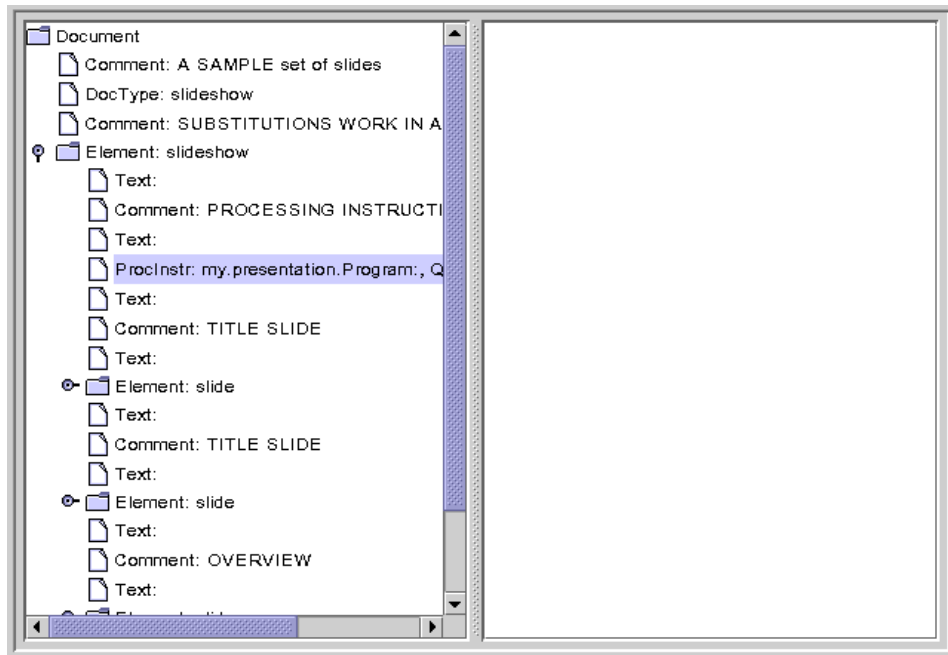 Document
Comment: A SAMPLE set of slides
DocType: slideshow
Comment: SUBSTITUTIONS WORK IN A
Element: slideshow
Text:
Comment: PROCESSING INSTRUCTI
Text:
ProcInstr: my.presentation.Program:, Q
Text:
Comment: TITLE SLIDE
Text:
Element: slide
Text:
Comment: TITLE SLIDE
Text:
Element: slide
Text:
Comment: OVERVIEW
Text: